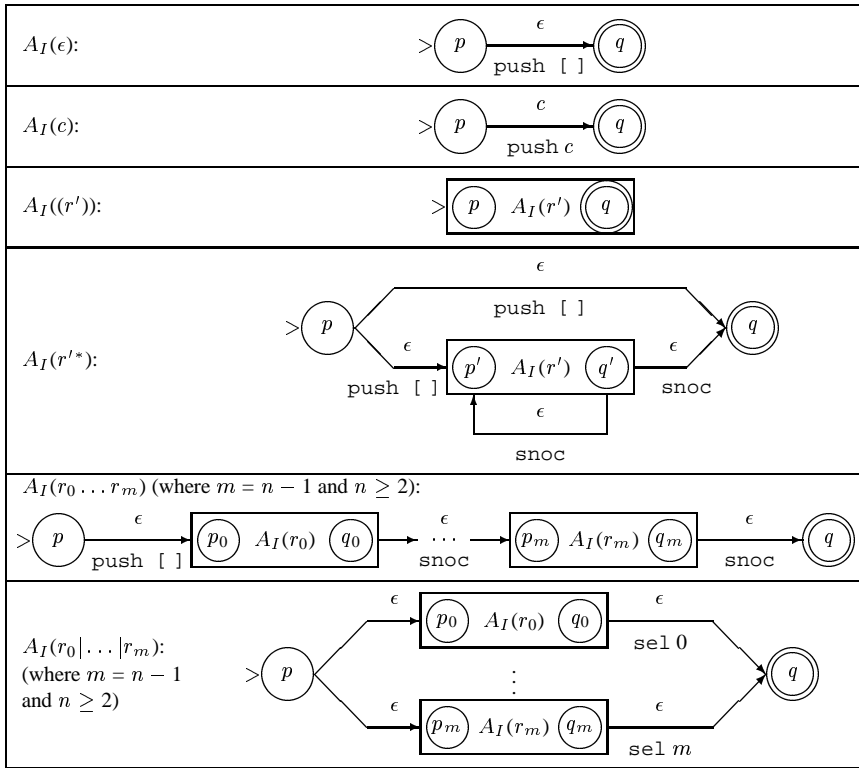 A_I(ϵ): > p ϵ push [ ] q
A_I(c): > p c push c q
A_I((r′)): > p A_I(r′) q
ϵ
> p push [ ] q
A_I(r′*): ϵ p′ A_I(r′) q′ ϵ
push [ ] ϵ snoc
snoc
A_I(r_0 … r_m) (where m = n − 1 and n ≥ 2):
> p ϵ p_0 A_I(r_0) q_0 ϵ ⋯ p_m A_I(r_m) q_m ϵ q
push [ ] snoc snoc
ϵ p_0 A_I(r_0) q_0 ϵ
sel 0
A_I(r_0| … |r_m): > p ⋮ q
(where m = n − 1
and n ≥ 2) ϵ p_m A_I(r_m) q_m ϵ
sel m